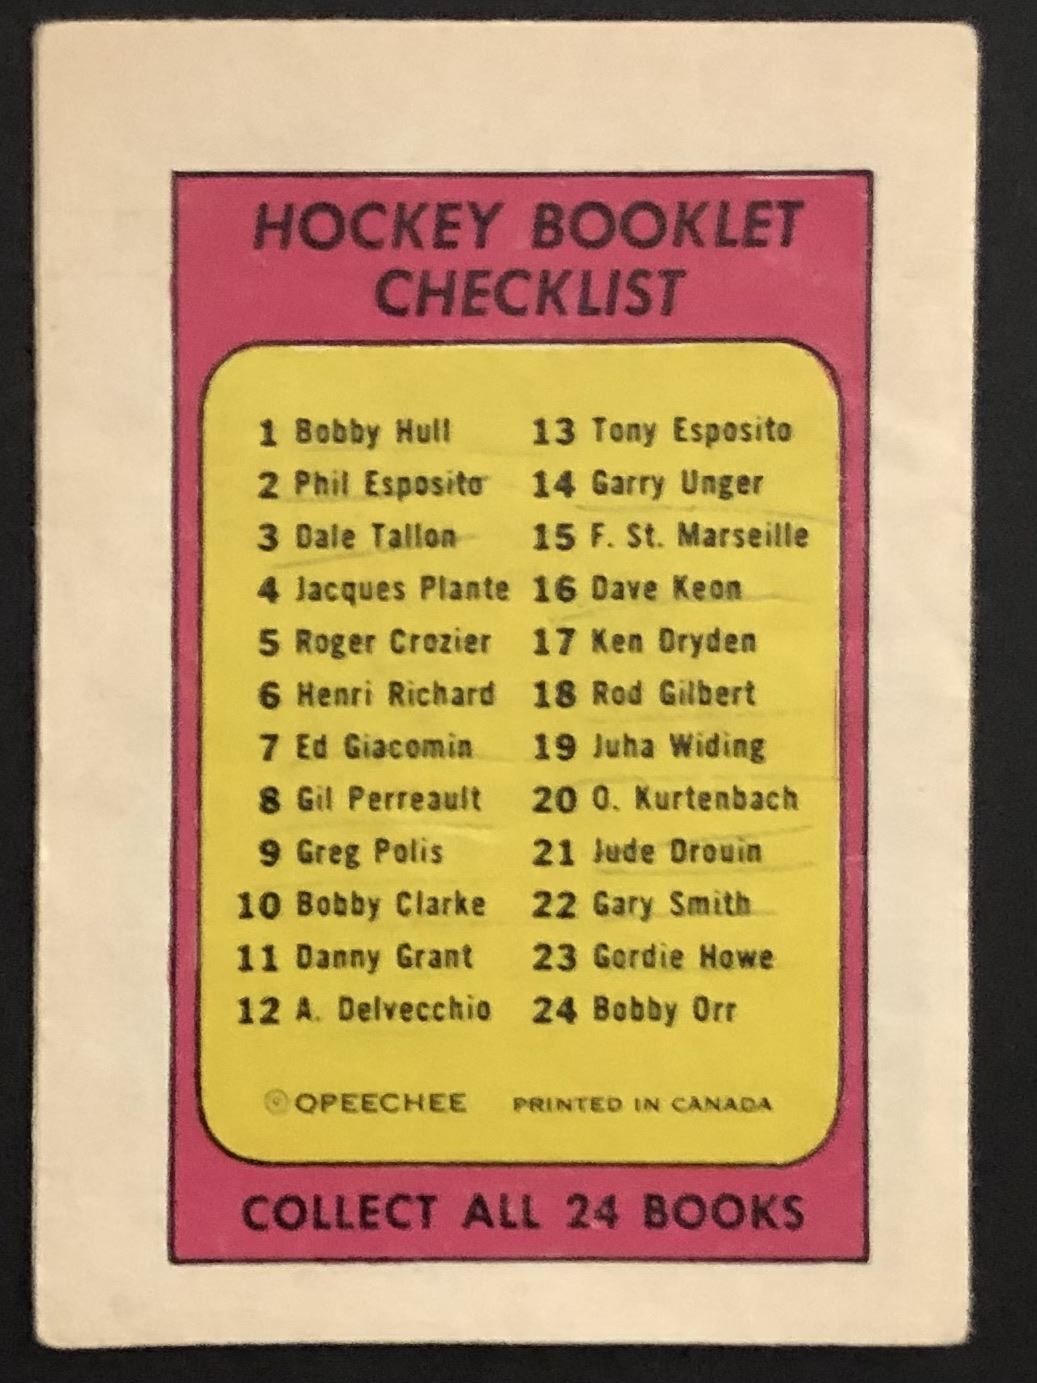 HOCKEY BOOKLET
CHECKLIST
1 Bobby Hull
2 Phil Esposito
3 Dale Tallon
4 Jacques Plante
5 Roger Crozier
6 Henri Richard
7 Ed Giacomin
8 Gil Perreault
9 Greg Polis
10 Bobby Clarke
11 Danny Grant
12 A. Delvecchio
13 Tony Esposito
14 Garry Unger
15 F. St. Marseille
16 Dave Keon
17 Ken Dryden
18 Rod Gilbert
19 Juha Widing
20 O. Kurtenbach
21 Jude Drouin
22 Gary Smith
23 Gordie Howe
24 Bobby Orr
© OPEECHEE PRINTED IN CANADA
COLLECT ALL 24 BOOKS